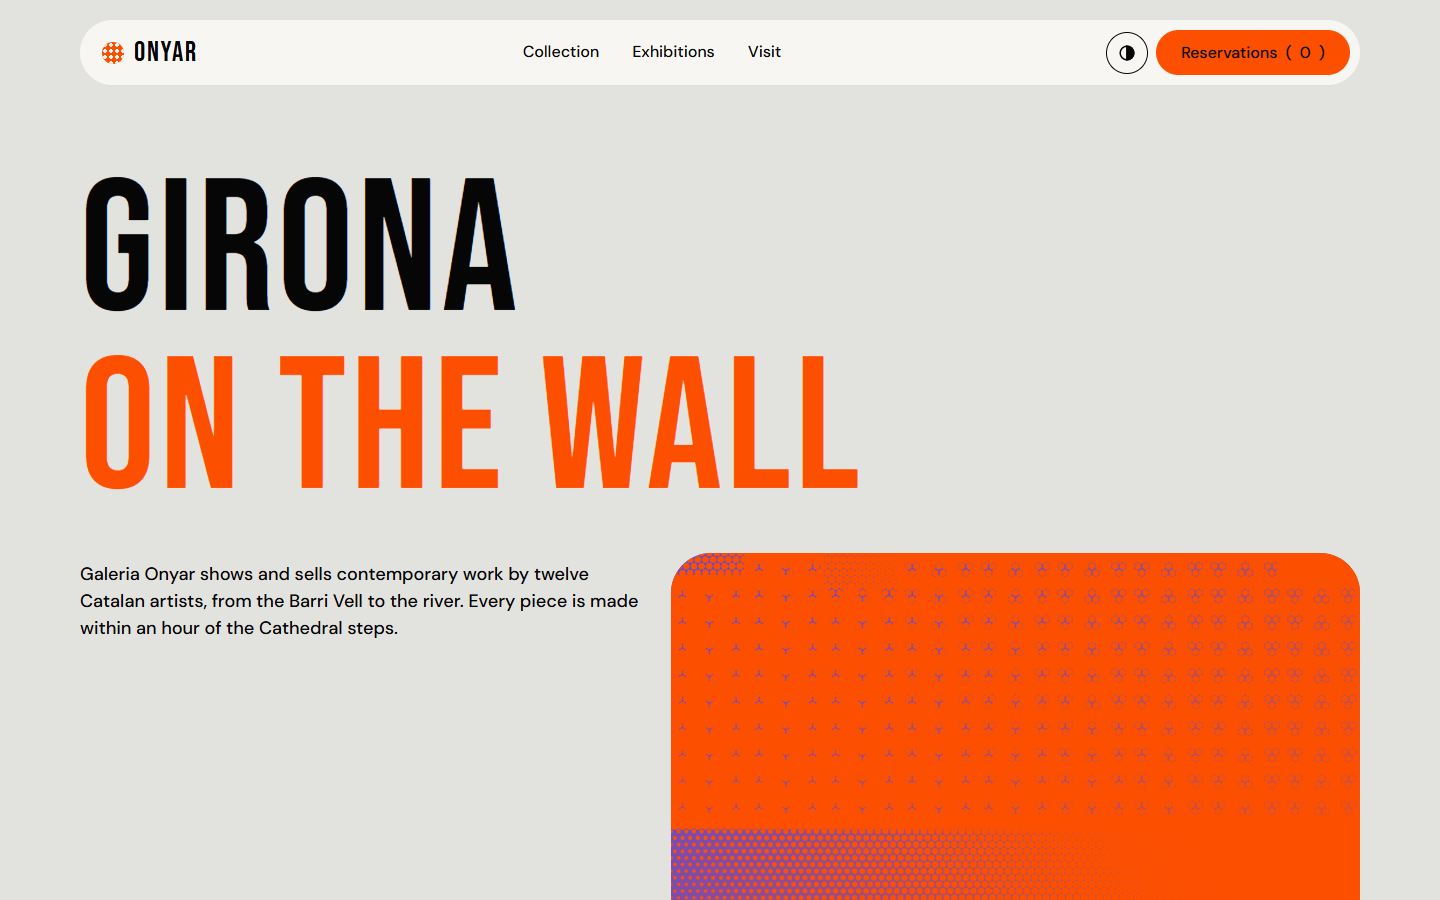 ONYAR
Collection
Exhibitions
Visit
Reservations ( 0 )
GIRONA
ON THE WALL
Galeria Onyar shows and sells contemporary work by twelve
Catalan artists, from the Barri Vell to the river. Every piece is made
within an hour of the Cathedral steps.